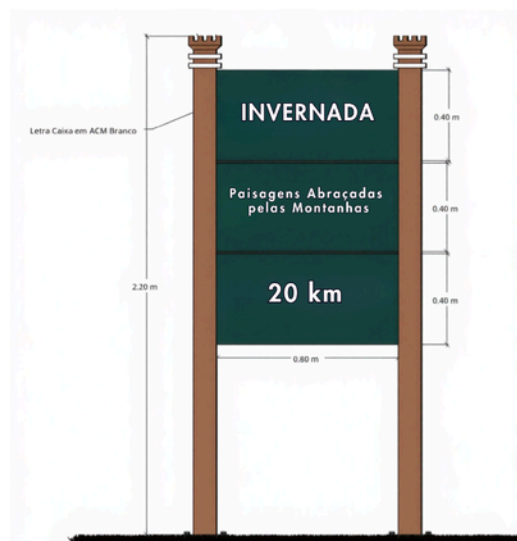 INVERNADA
Letra Caixa em ACM Branco
0.40 m
Paisagens Abraçadas
pelas Montanhas
0.40 m
2.20 m
20 km
0.40 m
0.80 m